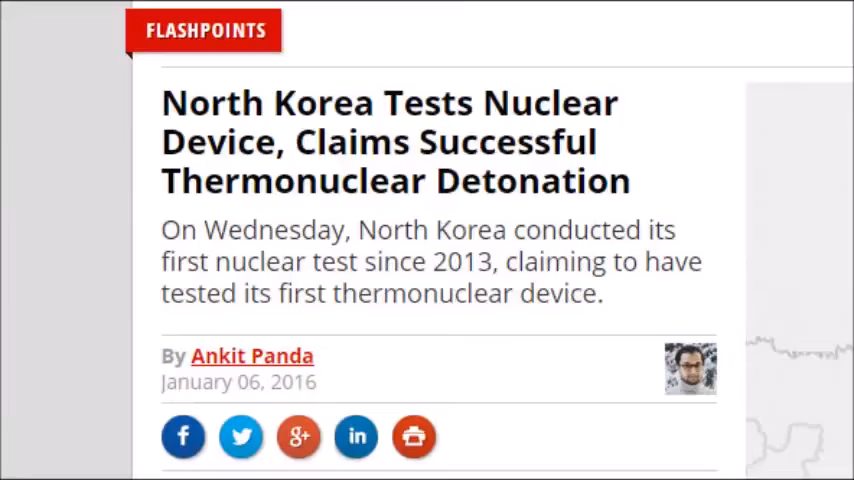 FLASHPOINTS
North Korea Tests Nuclear
Device, Claims Successful
Thermonuclear Detonation
On Wednesday, North Korea conducted its
first nuclear test since 2013, claiming to have
tested its first thermonuclear device.
By Ankit Panda
January 06, 2016
f
g+
in